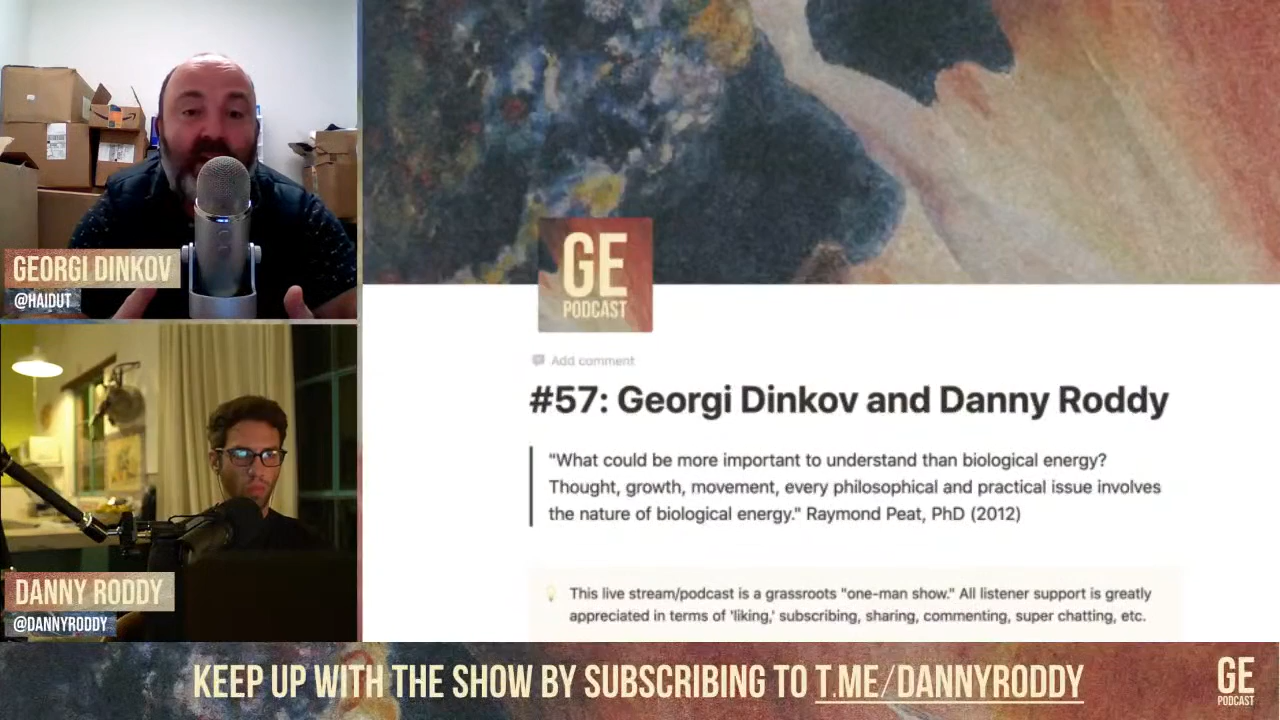 GEORGI DINKOV
@HAIDUT
DANNY RODDY
@DANNYRODDY
GE
PODCAST
Add comment
#57: Georgi Dinkov and Danny Roddy
"What could be more important to understand than biological energy?
Thought, growth, movement, every philosophical and practical issue involves
the nature of biological energy." Raymond Peat, PhD (2012)
This live stream/podcast is a grassroots "one-man show." All listener support is greatly
appreciated in terms of 'liking,' subscribing, sharing, commenting, super chatting, etc.
KEEP UP WITH THE SHOW BY SUBSCRIBING TO T.ME/DANNYRODDY
GE
PODCAST